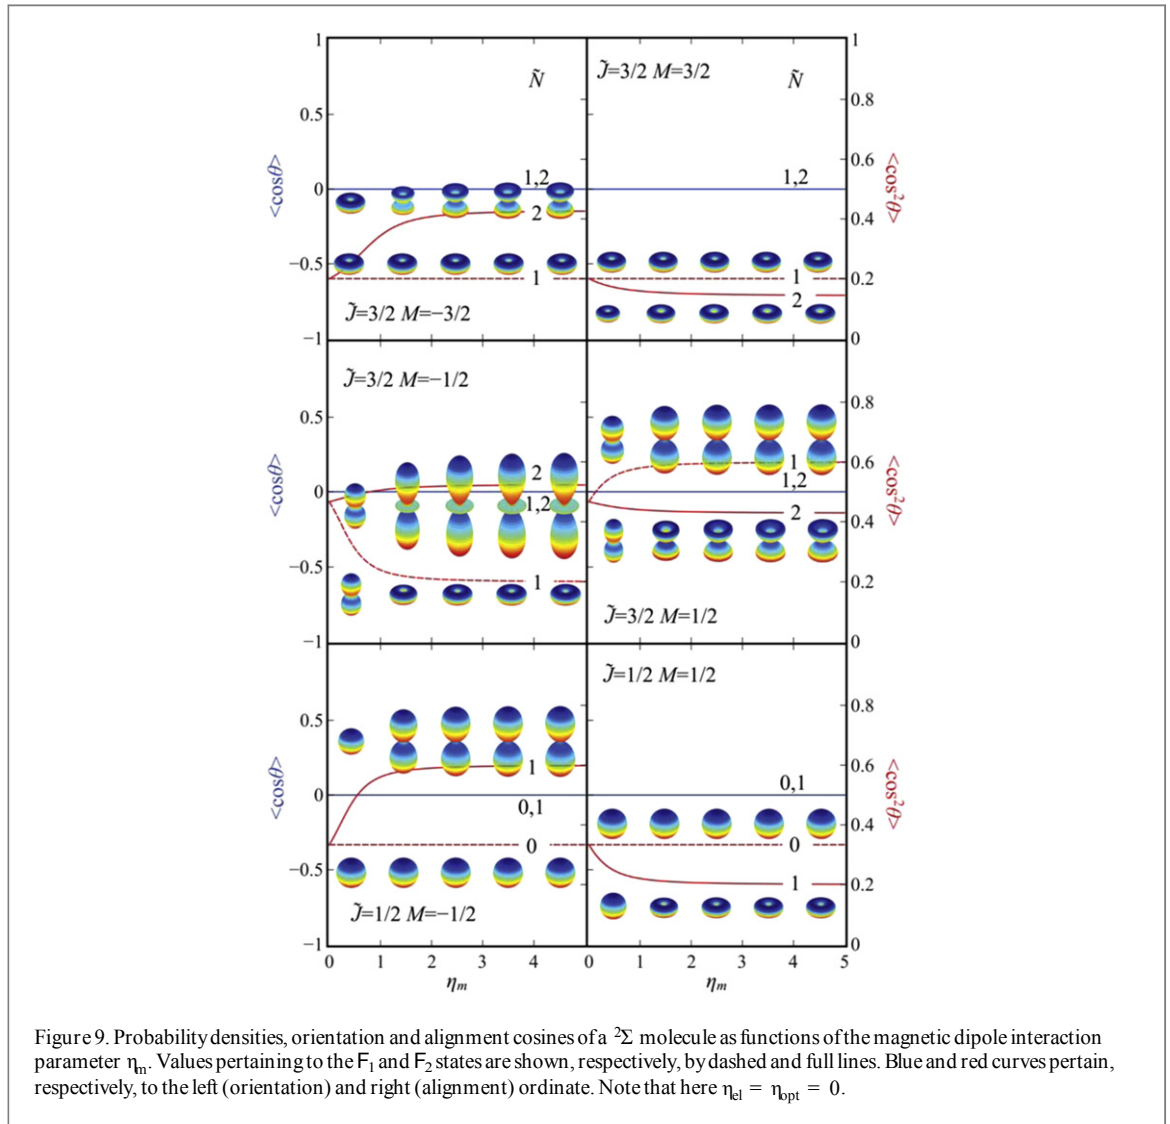 1
Ñ
J̃=3/2 M=3/2
Ñ
1
0.5
0.8
<cosθ>
0.6
<cos²θ>
0
1,2
1,2
2
0.4
−0.5
1
1
0.2
2
J̃=3/2 M=−3/2
−1
0
J̃=3/2 M=−1/2
0.5
0.8
<cosθ>
2
1
0.6
<cos²θ>
0
1,2
1,2
2
0.4
−0.5
1
0.2
J̃=3/2 M=1/2
−1
0
J̃=1/2 M=1/2
0.5
0.8
<cosθ>
1
0.6
<cos²θ>
0
0,1
0,1
0.4
0
0
−0.5
1
0.2
J̃=1/2 M=−1/2
−1
0
0 1 2 3 4 0 1 2 3 4 5
ηm ηm
Figure 9. Probability densities, orientation and alignment cosines of a ²Σ molecule as functions of the magnetic dipole interaction
parameter ηm. Values pertaining to the F₁ and F₂ states are shown, respectively, by dashed and full lines. Blue and red curves pertain,
respectively, to the left (orientation) and right (alignment) ordinate. Note that here ηel = ηopt = 0.